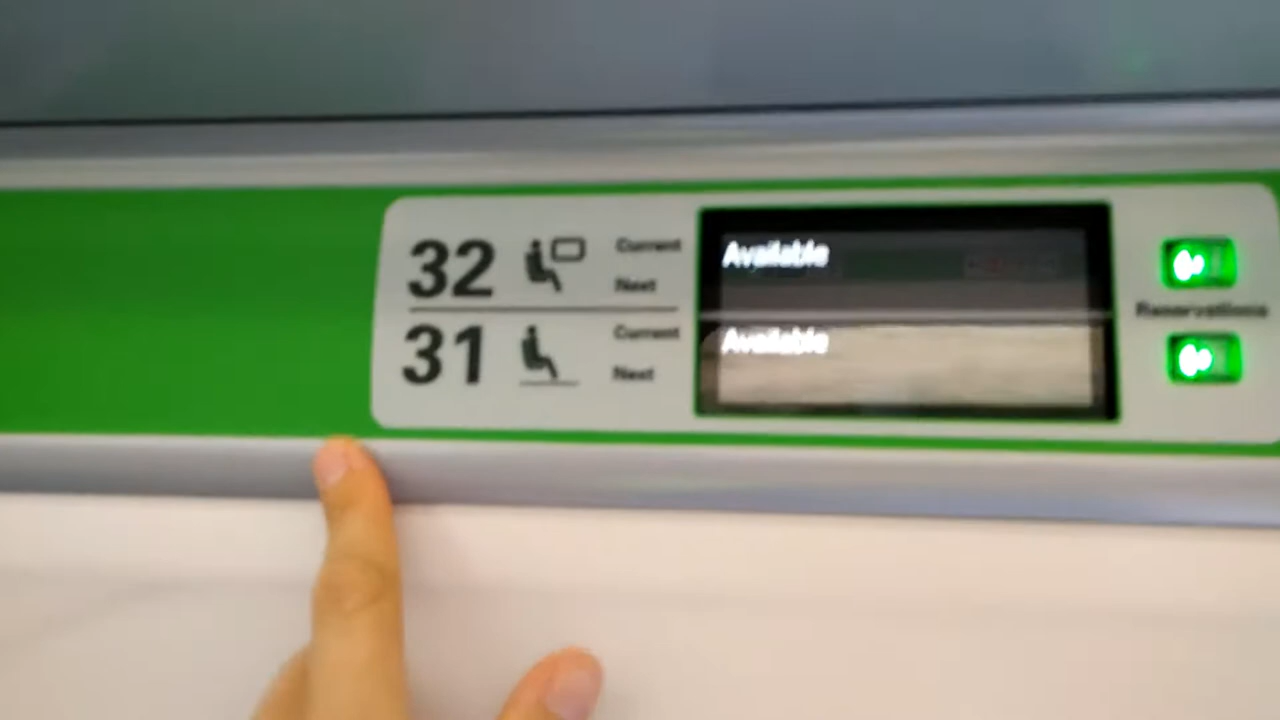 32 Current Available
Next
Reservations
31 Current Available
Next